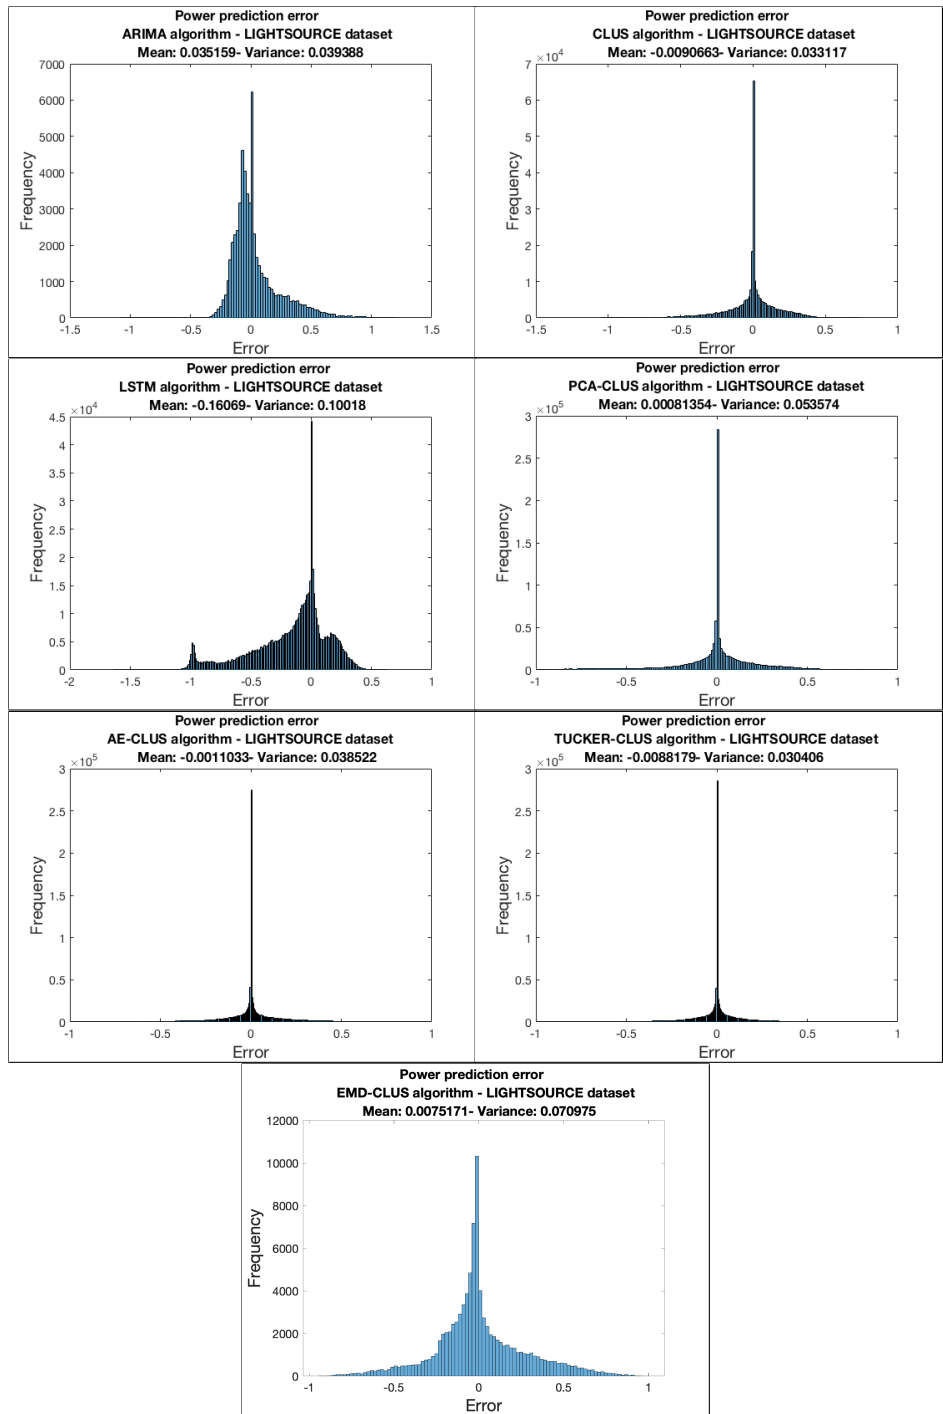 Power prediction error
ARIMA algorithm - LIGHTSOURCE dataset
Mean: 0.035159- Variance: 0.039388
7000
6000
5000
4000
3000
2000
1000
0
Frequency
-1.5 -1 -0.5 0 0.5 1 1.5
Error
Power prediction error
CLUS algorithm - LIGHTSOURCE dataset
Mean: -0.0090663- Variance: 0.033117
×10^4
7
6
5
4
3
2
1
0
Frequency
-1.5 -1 -0.5 0 0.5 1
Error
Power prediction error
LSTM algorithm - LIGHTSOURCE dataset
Mean: -0.16069- Variance: 0.10018
×10^4
4.5
4
3.5
3
2.5
2
1.5
1
0.5
0
Frequency
-2 -1.5 -1 -0.5 0 0.5 1
Error
Power prediction error
PCA-CLUS algorithm - LIGHTSOURCE dataset
Mean: 0.00081354- Variance: 0.053574
×10^5
3
2.5
2
1.5
1
0.5
0
Frequency
-1 -0.5 0 0.5 1
Error
Power prediction error
AE-CLUS algorithm - LIGHTSOURCE dataset
Mean: -0.0011033- Variance: 0.038522
×10^5
3
2.5
2
1.5
1
0.5
0
Frequency
-1 -0.5 0 0.5 1
Error
Power prediction error
TUCKER-CLUS algorithm - LIGHTSOURCE dataset
Mean: -0.0088179- Variance: 0.030406
×10^5
3
2.5
2
1.5
1
0.5
0
Frequency
-1 -0.5 0 0.5 1
Error
Power prediction error
EMD-CLUS algorithm - LIGHTSOURCE dataset
Mean: 0.0075171- Variance: 0.070975
12000
10000
8000
6000
4000
2000
0
Frequency
-1 -0.5 0 0.5 1
Error